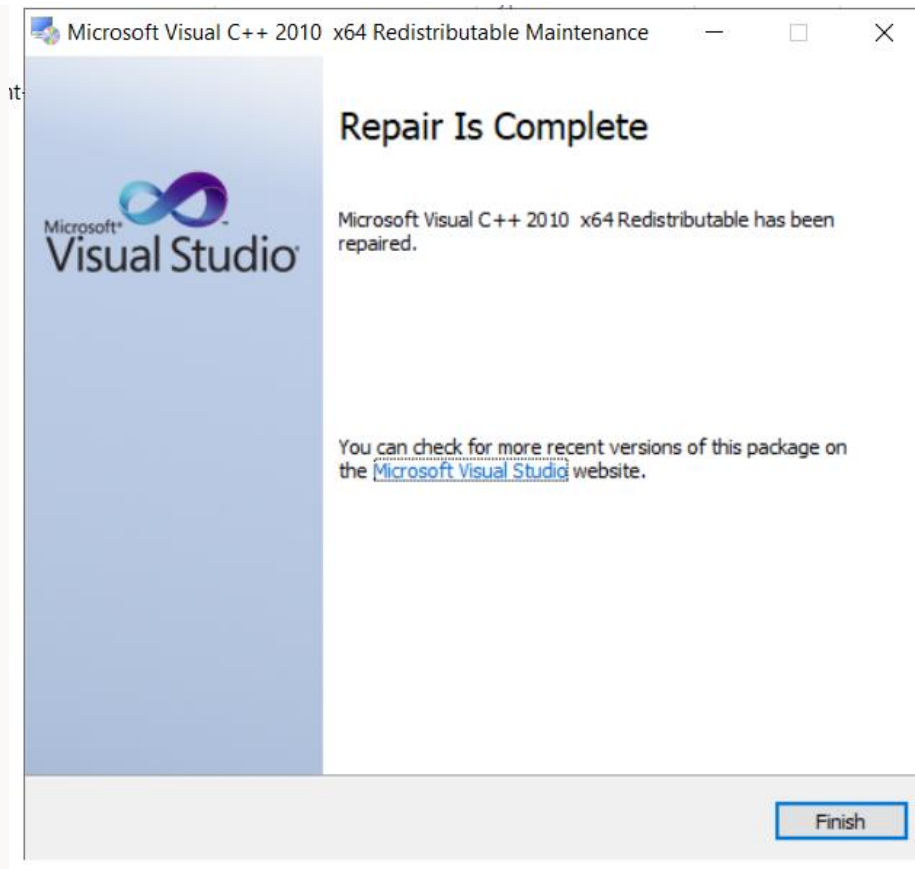 Microsoft Visual C++ 2010  x64 Redistributable Maintenance
nt-
Repair Is Complete
Microsoft®
Visual Studio®
Microsoft Visual C++ 2010  x64 Redistributable has been
repaired.
You can check for more recent versions of this package on
the Microsoft Visual Studio website.
Finish